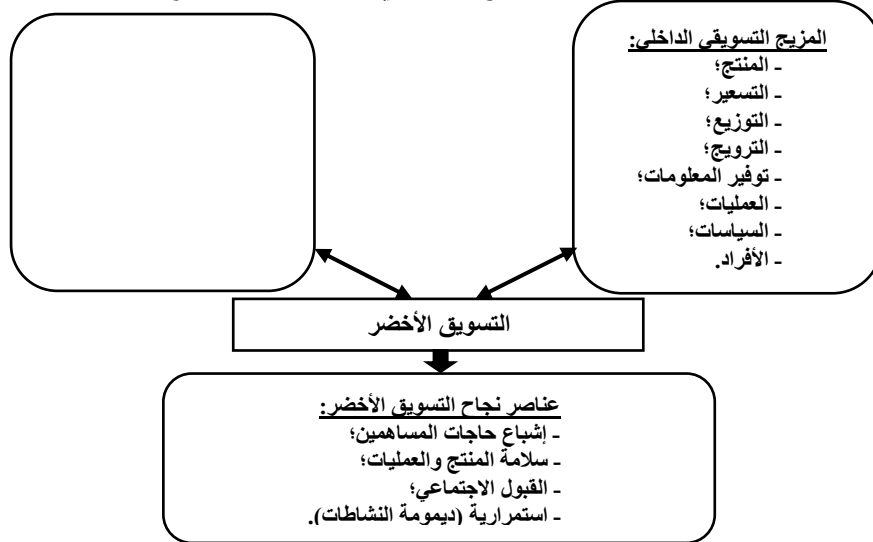 المزيج التسويقي الداخلي:
- المنتج؛
- التسعير؛
- التوزيع؛
- الترويج؛
- توفير المعلومات؛
- العمليات؛
- السياسات؛
- الأفراد.
التسويق الأخضر
عناصر نجاح التسويق الأخضر:
- إشباع حاجات المساهمين؛
- سلامة المنتج والعمليات؛
- القبول الاجتماعي؛
- استمرارية (ديمومة النشاطات).